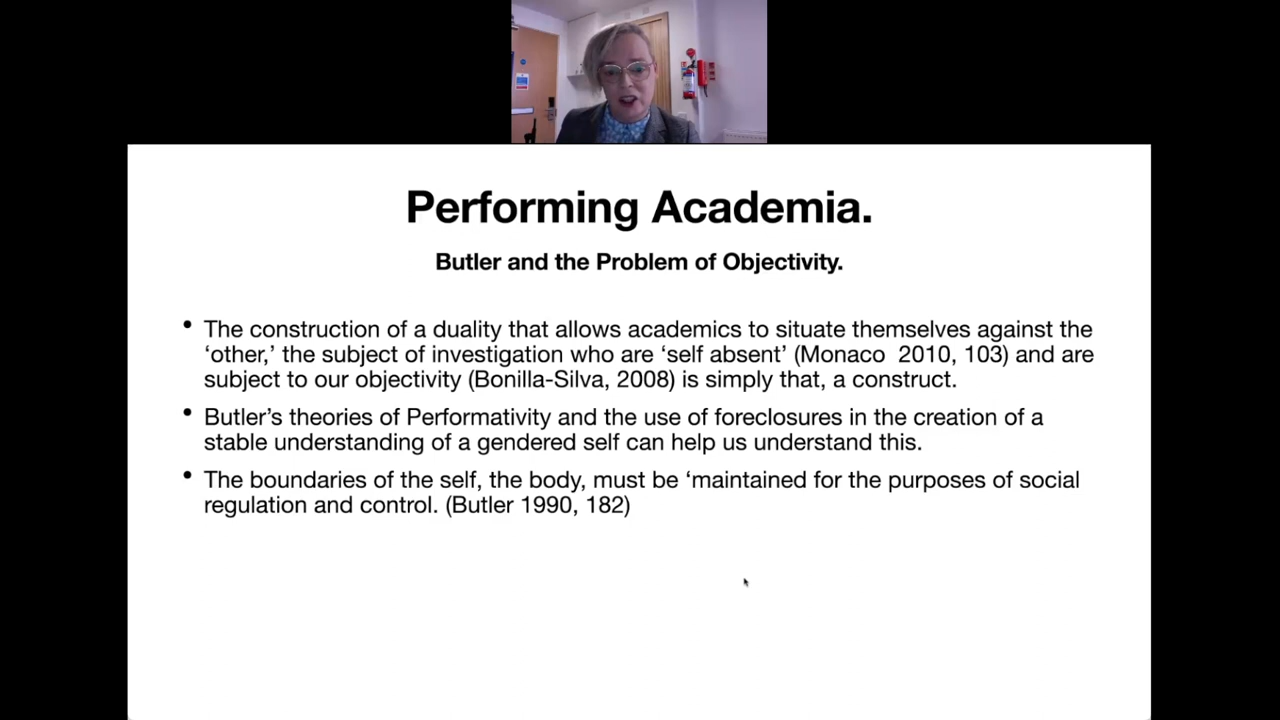 Performing Academia.
Butler and the Problem of Objectivity.
• The construction of a duality that allows academics to situate themselves against the
‘other,’ the subject of investigation who are ‘self absent’ (Monaco  2010, 103) and are
subject to our objectivity (Bonilla-Silva, 2008) is simply that, a construct.
• Butler’s theories of Performativity and the use of foreclosures in the creation of a
stable understanding of a gendered self can help us understand this.
• The boundaries of the self, the body, must be ‘maintained for the purposes of social
regulation and control. (Butler 1990, 182)